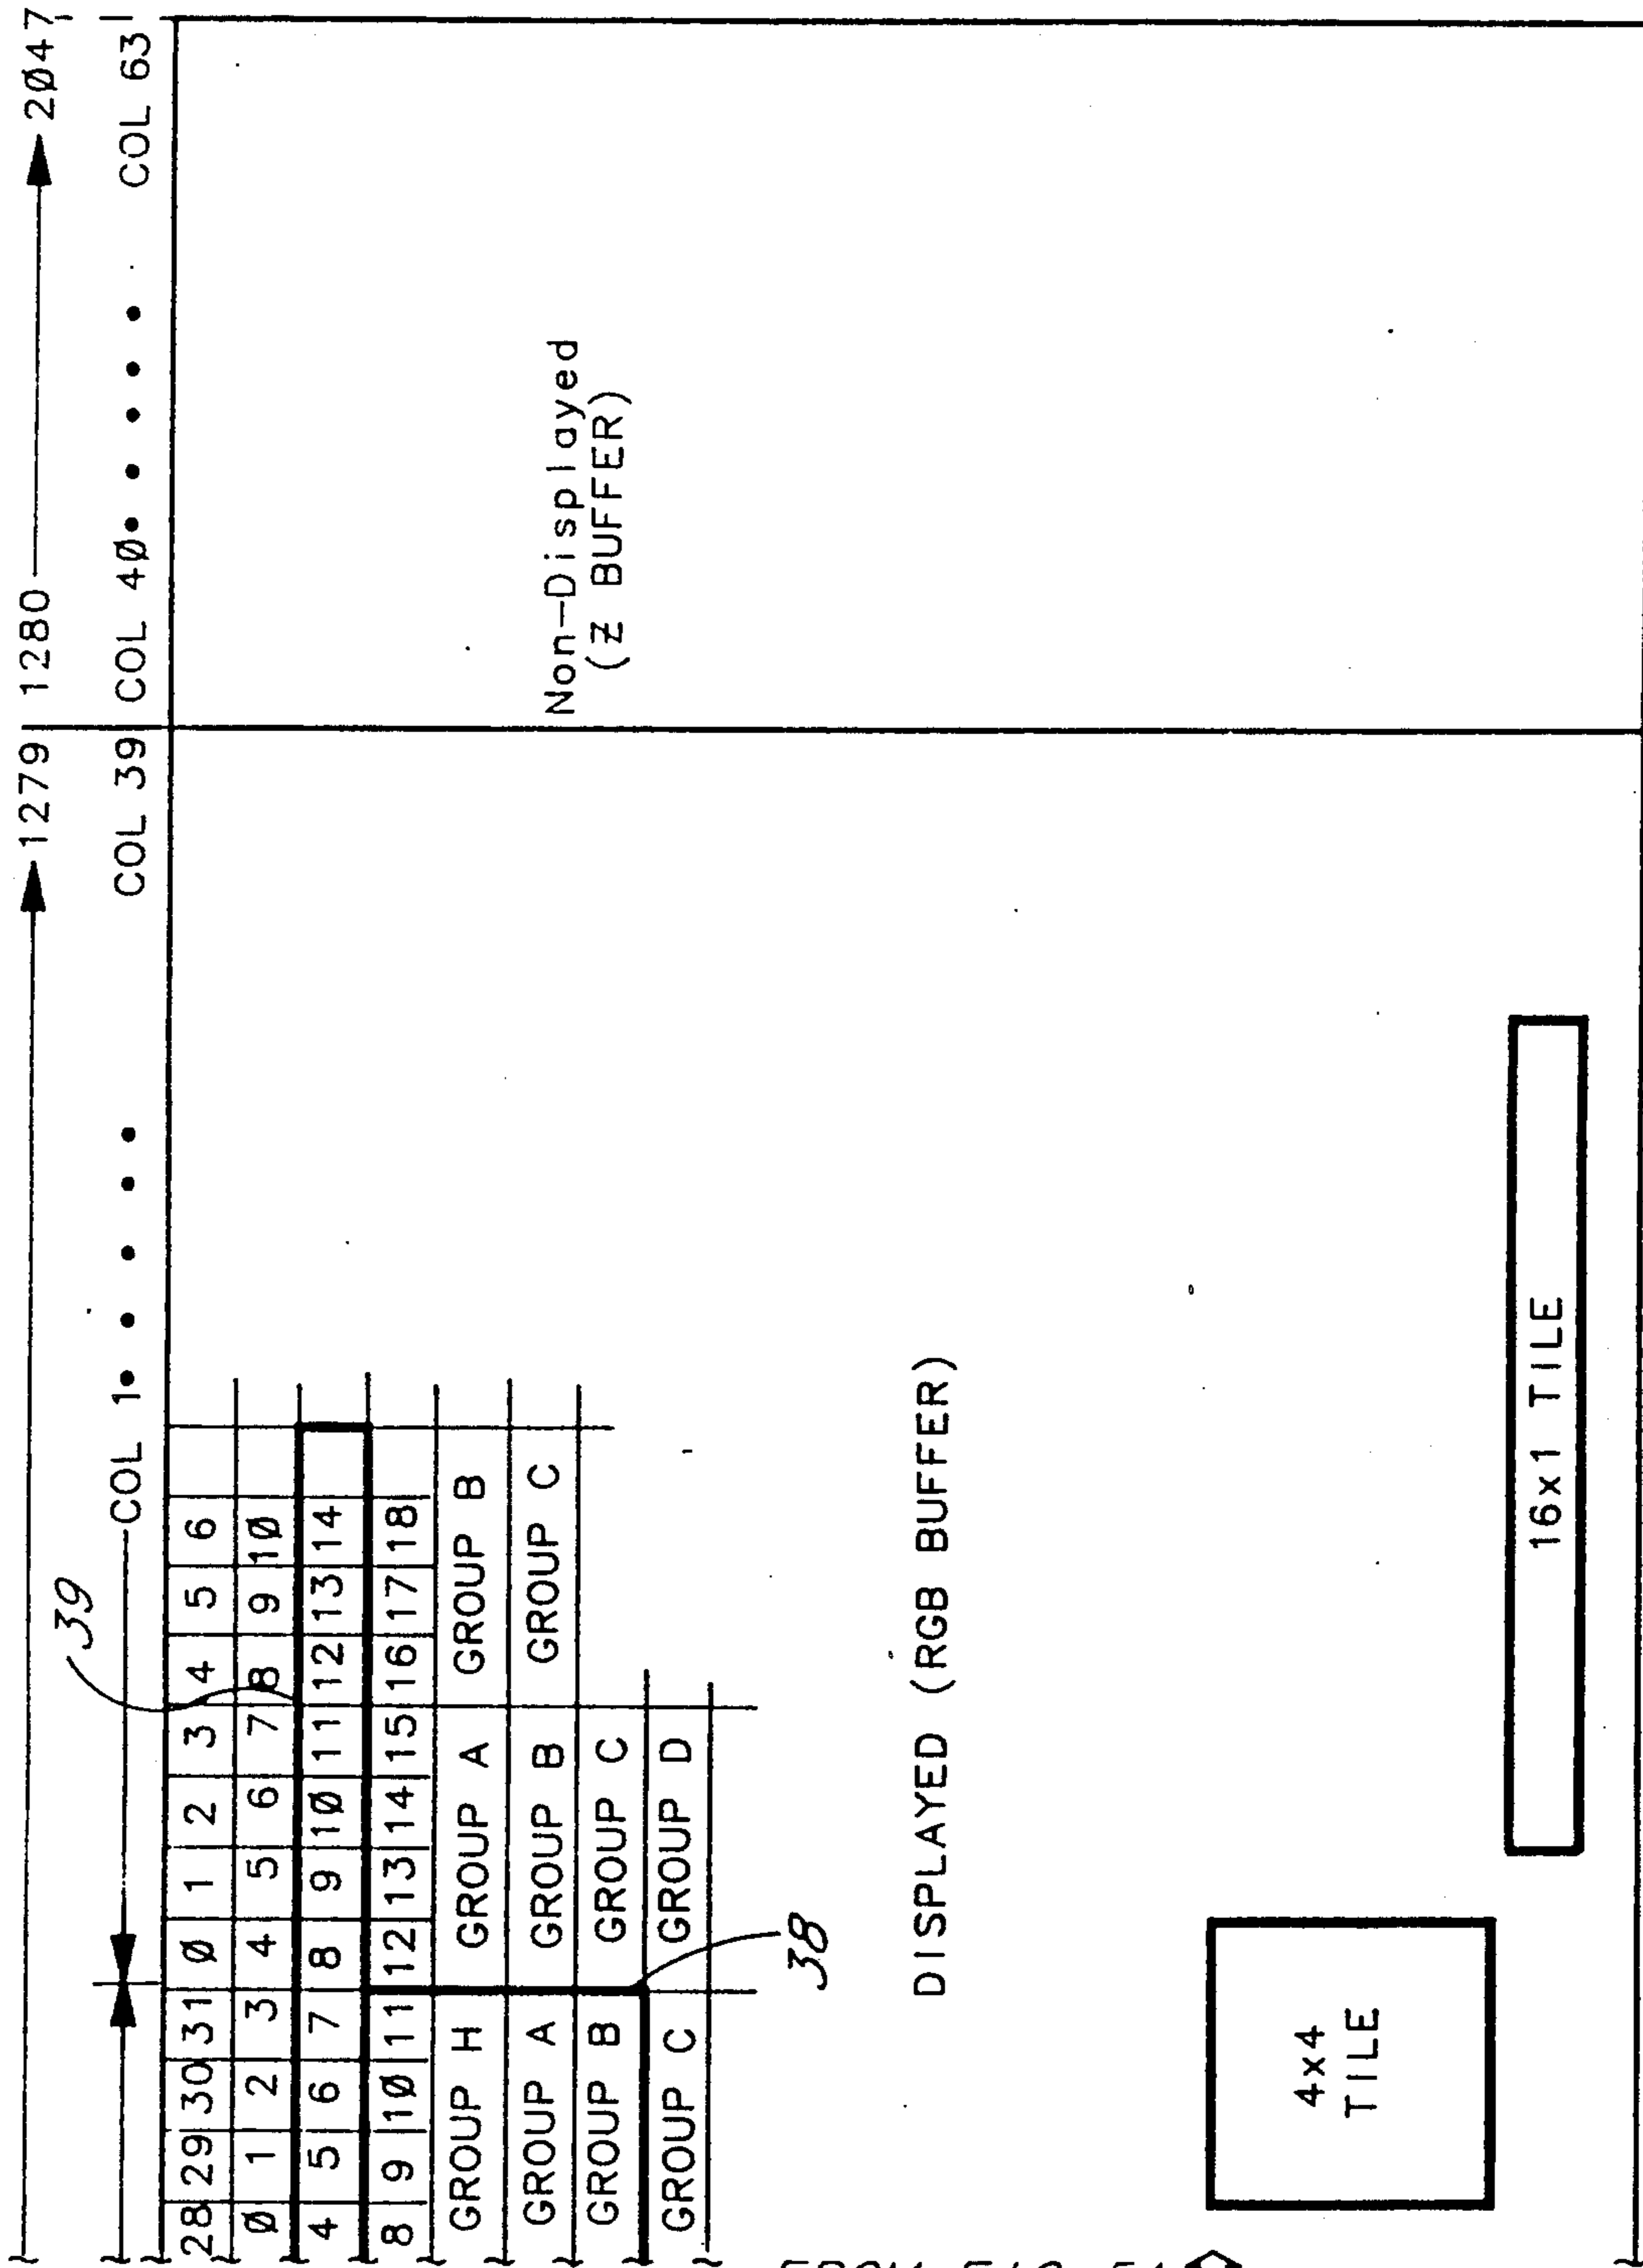 1279 1280 2Ø47
COL 1 COL 39 COL 4Ø COL 63
39
28 29 30 31 Ø 1 2 3 4 5 6
Ø 1 2 3 4 5 6 7 8 9 1Ø
4 5 6 7 8 9 1Ø 11 12 13 14
8 9 1Ø 11 12 13 14 15 16 17 18
GROUP H GROUP A GROUP B
GROUP A GROUP B GROUP C
GROUP B GROUP C
GROUP C GROUP D
38
Non-Displayed
(Z BUFFER)
DISPLAYED (RGB BUFFER)
4x4
TILE
16x1 TILE